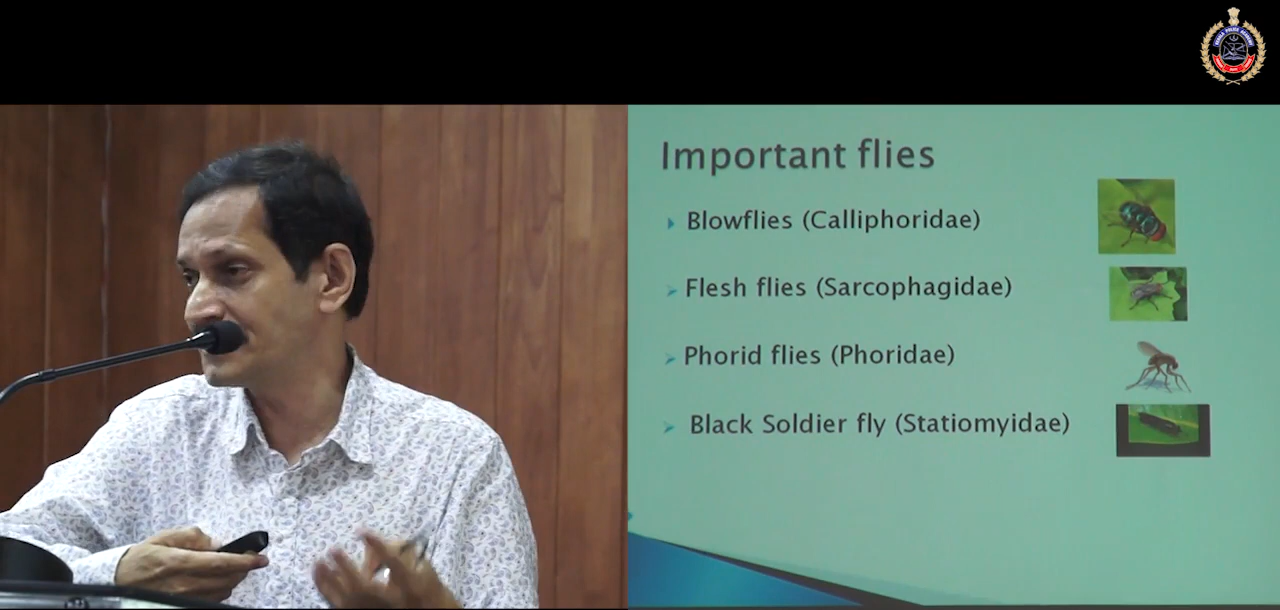 Important flies
Blowflies (Calliphoridae)
Flesh flies (Sarcophagidae)
Phorid flies (Phoridae)
Black Soldier fly (Statiomyidae)